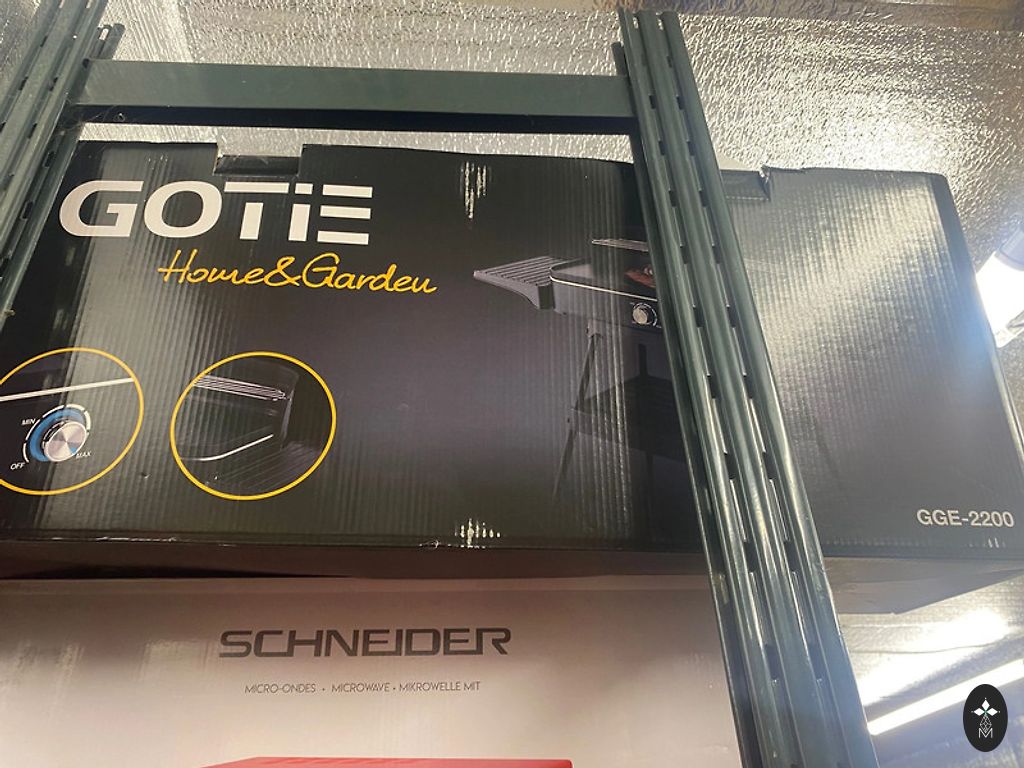 GOTIE
Home&Garden
MIN
OFF
MAX
GGE-2200
SCHNEIDER
MICRO-ONDES • MICROWAVE • MIKROWELLE MIT
M